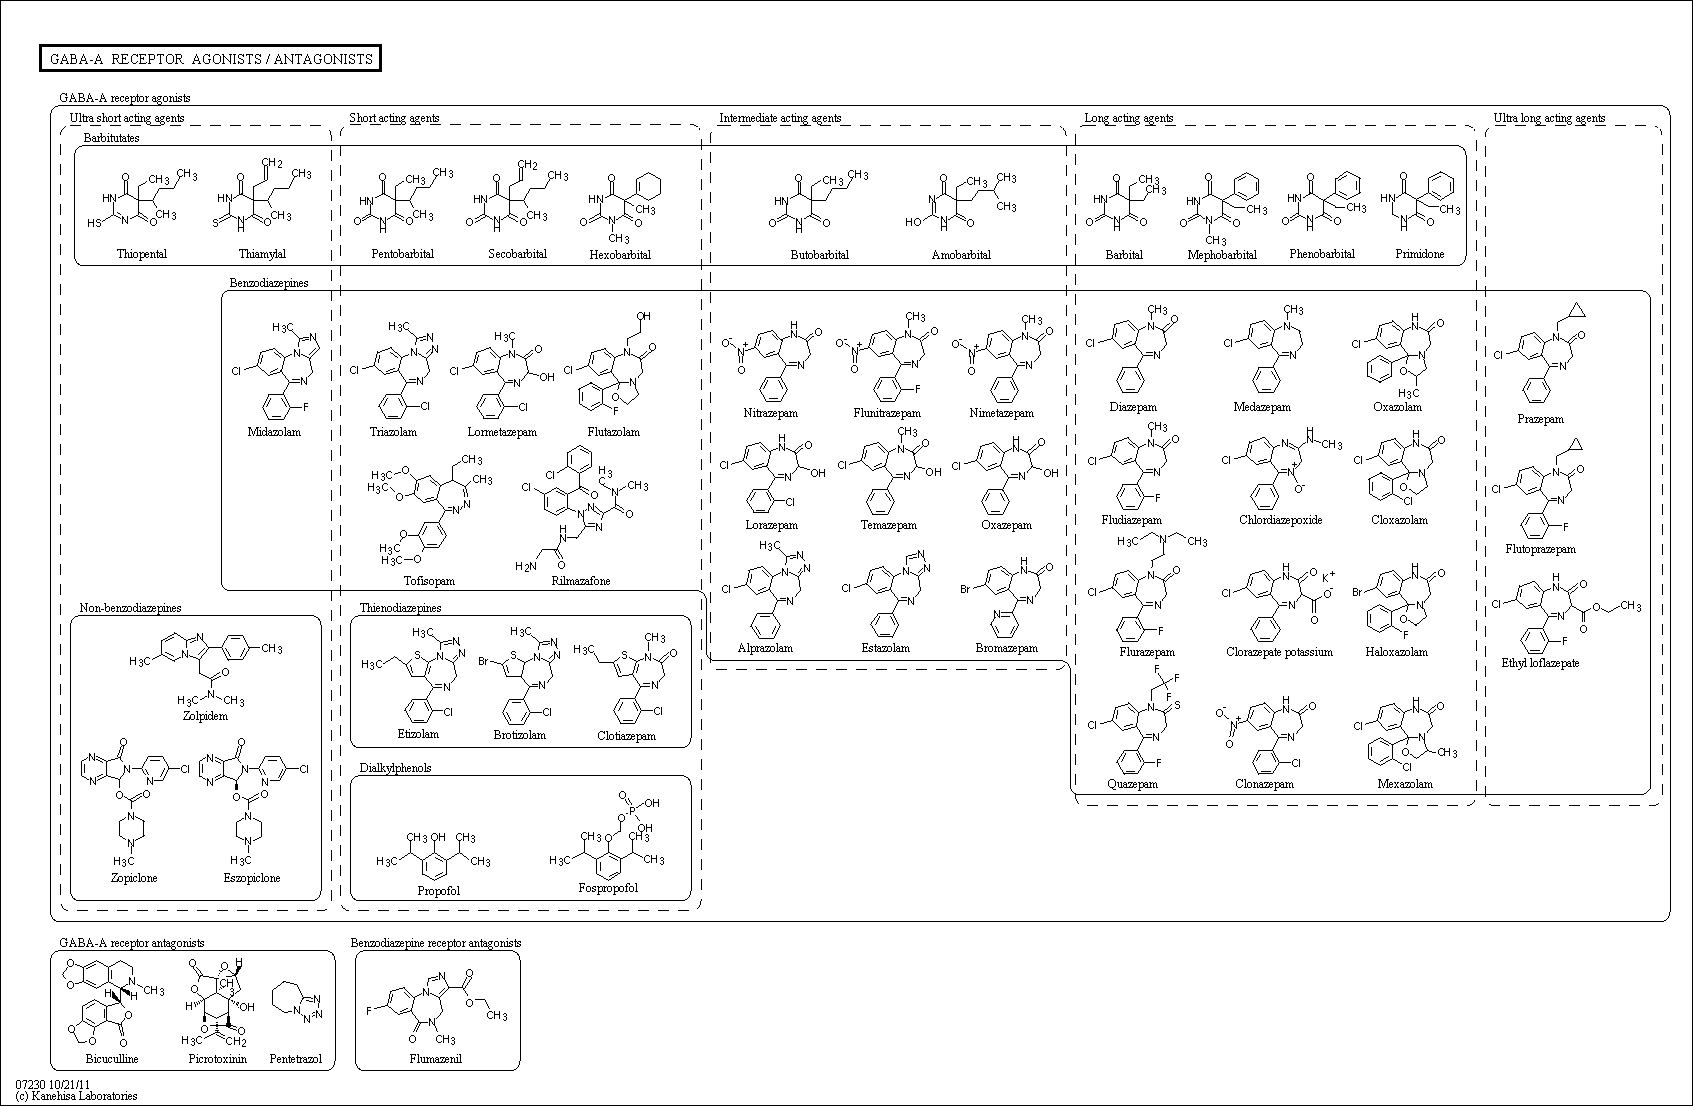 GABA-A RECEPTOR AGONISTS / ANTAGONISTS
GABA-A receptor agonists
Ultra short acting agents
Short acting agents
Intermediate acting agents
Long acting agents
Ultra long acting agents
Barbitutates
Thiopental
Thiamylal
Pentobarbital
Secobarbital
Hexobarbital
Butobarbital
Amobarbital
Barbital
Mephobarbital
Phenobarbital
Primidone
Benzodiazepines
Midazolam
Triazolam
Lormetazepam
Flutazolam
Nitrazepam
Flunitrazepam
Nimetazepam
Diazepam
Medazepam
Oxazolam
Prazepam
Tofisopam
Rilmazafone
Lorazepam
Temazepam
Oxazepam
Fludiazepam
Chlordiazepoxide
Cloxazolam
Flutoprazepam
Alprazolam
Estazolam
Bromazepam
Flurazepam
Clorazepate potassium
Haloxazolam
Ethyl loflazepate
Quazepam
Clonazepam
Mexazolam
Non-benzodiazepines
Zolpidem
Zopiclone
Eszopiclone
Thienodiazepines
Etizolam
Brotizolam
Clotiazepam
Dialkylphenols
Propofol
Fospropofol
GABA-A receptor antagonists
Bicuculline
Picrotoxinin
Pentetrazol
Benzodiazepine receptor antagonists
Flumazenil
07230 10/21/11
(c) Kanehisa Laboratories